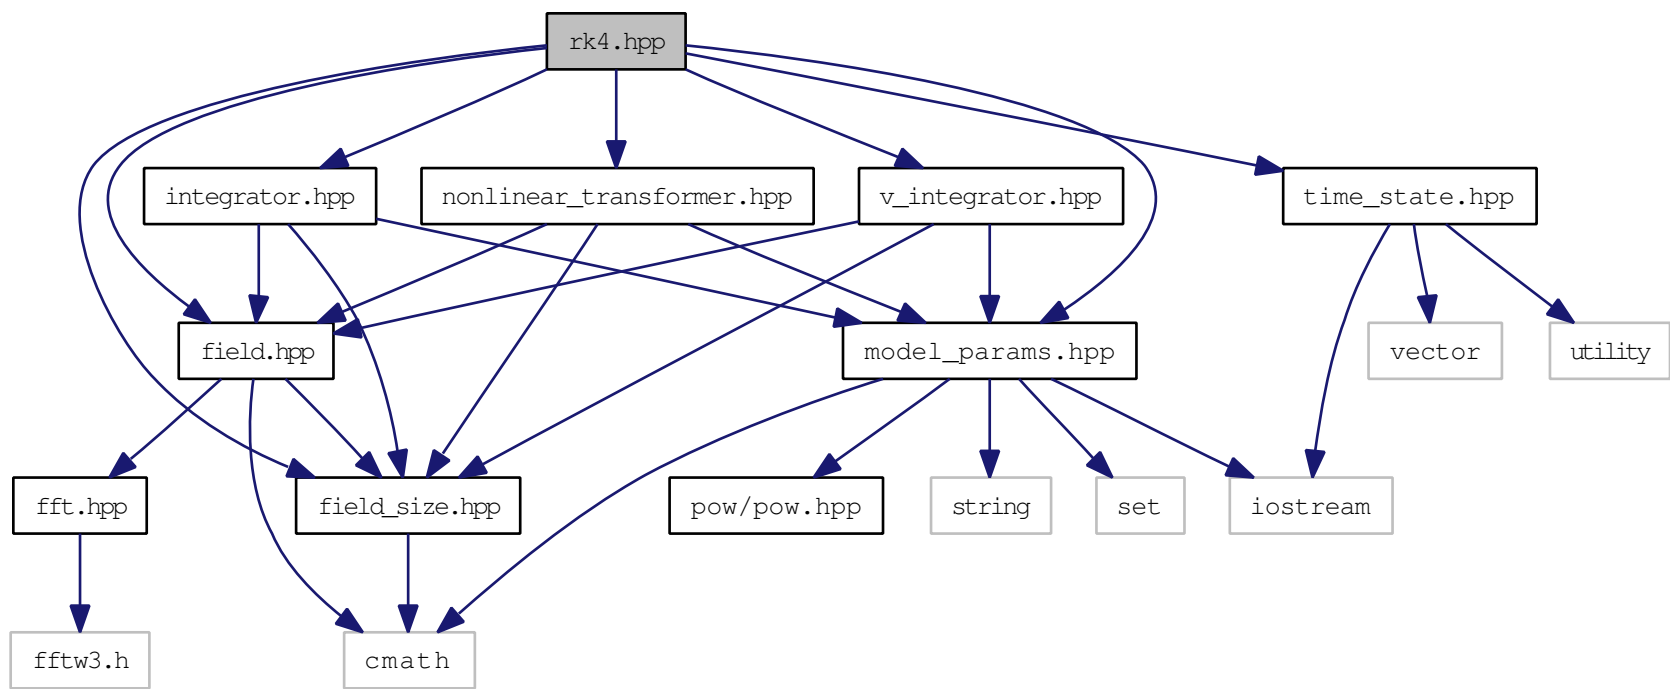 rk4.hpp
integrator.hpp
nonlinear_transformer.hpp
v_integrator.hpp
time_state.hpp
field.hpp
model_params.hpp
vector
utility
fft.hpp
field_size.hpp
pow/pow.hpp
string
set
iostream
fftw3.h
cmath